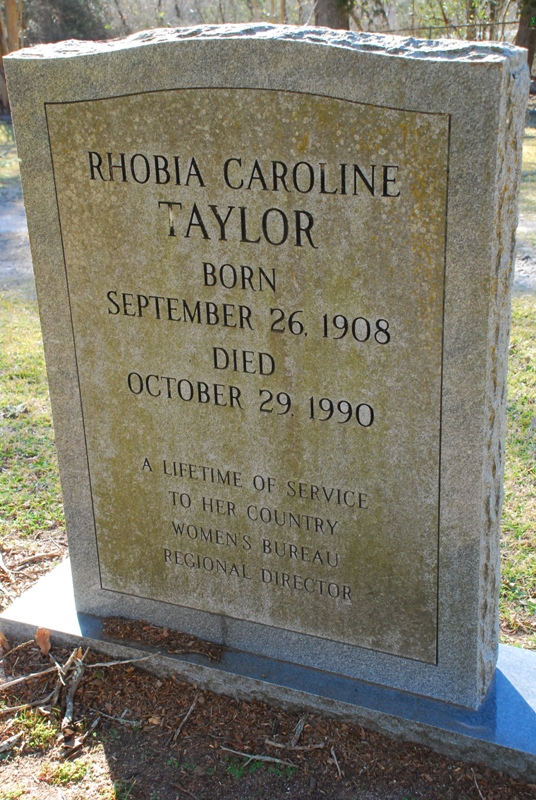 RHOBIA CAROLINE
TAYLOR
BORN
SEPTEMBER 26, 1908
DIED
OCTOBER 29, 1990
A LIFETIME OF SERVICE
TO HER COUNTRY
WOMEN'S BUREAU
REGIONAL DIRECTOR